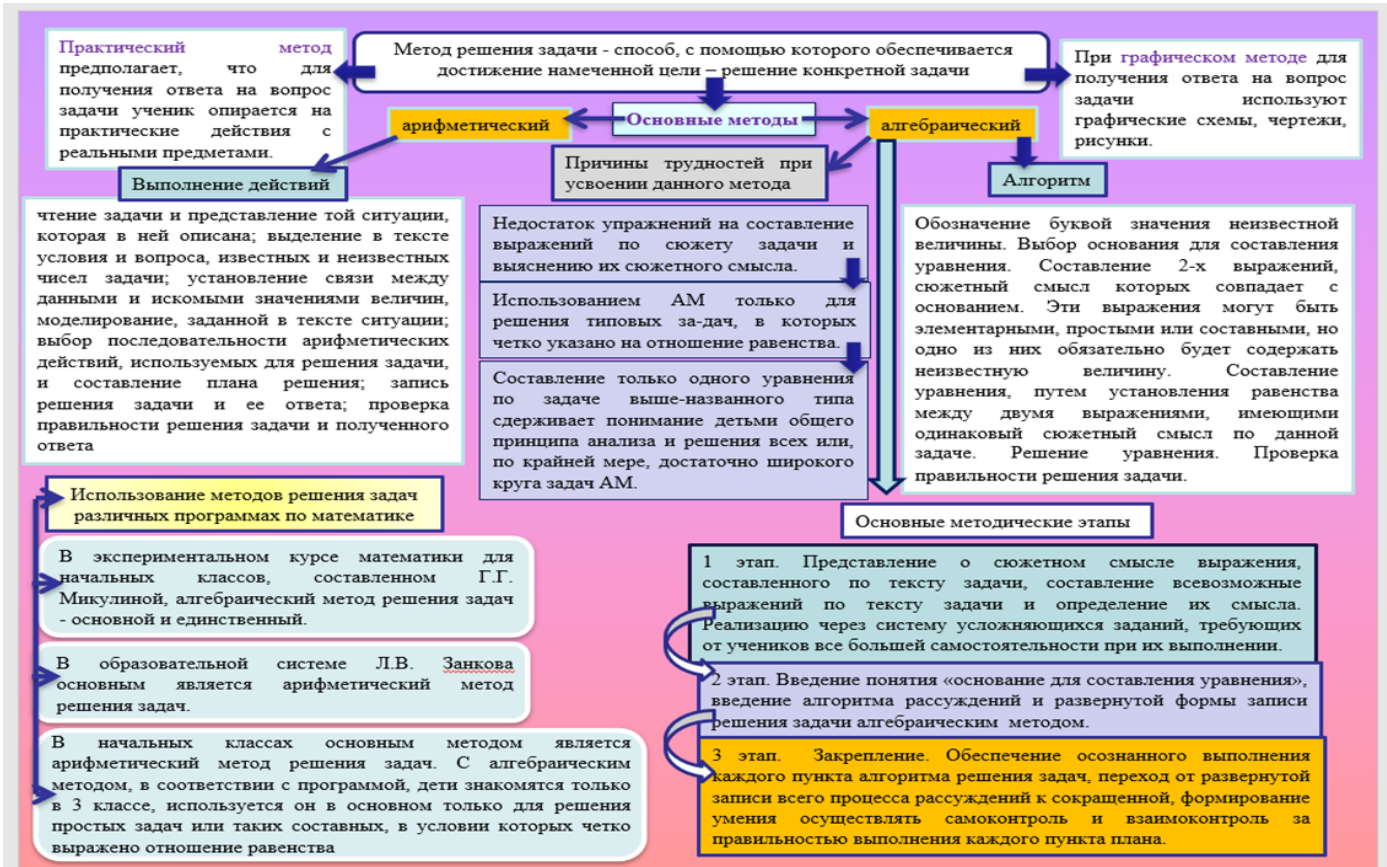 Практический метод
предполагает, что для
получения ответа на вопрос
задачи ученик опирается на
практические действия с
реальными предметами.
Метод решения задачи - способ, с помощью которого обеспечивается
достижение намеченной цели – решение конкретной задачи
При графическом методе для
получения ответа на вопрос
задачи используют
графические схемы, чертежи,
рисунки.
арифметический
Основные методы
алгебраический
Выполнение действий
Причины трудностей при
усвоении данного метода
Алгоритм
чтение задачи и представление той ситуации,
которая в ней описана; выделение в тексте
условия и вопроса, известных и неизвестных
чисел задачи; установление связи между
данными и искомыми значениями величин,
моделирование, заданной в тексте ситуации;
выбор последовательности арифметических
действий, используемых для решения задачи,
и составление плана решения; запись
решения задачи и ее ответа; проверка
правильности решения задачи и полученного
ответа
Недостаток упражнений на составление
выражений по сюжету задачи и
выяснению их сюжетного смысла.
Использованием АМ только для
решения типовых за-дач, в которых
четко указано на отношение равенства.
Составление только одного уравнения
по задаче выше-названного типа
сдерживает понимание детьми общего
принципа анализа и решения всех или,
по крайней мере, достаточно широкого
круга задач АМ.
Обозначение буквой значения неизвестной
величины. Выбор основания для составления
уравнения. Составление 2-х выражений,
сюжетный смысл которых совпадает с
основанием. Эти выражения могут быть
элементарными, простыми или составными, но
одно из них обязательно будет содержать
неизвестную величину. Составление
уравнения, путем установления равенства
между двумя выражениями, имеющими
одинаковый сюжетный смысл по данной
задаче. Решение уравнения. Проверка
правильности решения задачи.
Использование методов решения задач
различных программах по математике
В экспериментальном курсе математики для
начальных классов, составленном Г.Г.
Микулиной, алгебраический метод решения задач
- основной и единственный.
В образовательной системе Л.В. Занкова
основным является арифметический метод
решения задач.
В начальных классах основным методом является
арифметический метод решения задач. С алгебраическим
методом, в соответствии с программой, дети знакомятся только
в 3 классе, используется он в основном только для решения
простых задач или таких составных, в условии которых четко
выражено отношение равенства
Основные методические этапы
1 этап. Представление о сюжетном смысле выражения,
составленного по тексту задачи, составление всевозможные
выражений по тексту задачи и определение их смысла.
Реализацию через систему усложняющихся заданий, требующих
от учеников все большей самостоятельности при их выполнении.
2 этап. Введение понятия «основание для составления уравнения»,
введение алгоритма рассуждений и развернутой формы записи
решения задачи алгебраическим методом.
3 этап. Закрепление. Обеспечение осознанного выполнения
каждого пункта алгоритма решения задач, переход от развернутой
записи всего процесса рассуждений к сокращенной, формирование
умения осуществлять самоконтроль и взаимоконтроль за
правильностью выполнения каждого пункта плана.